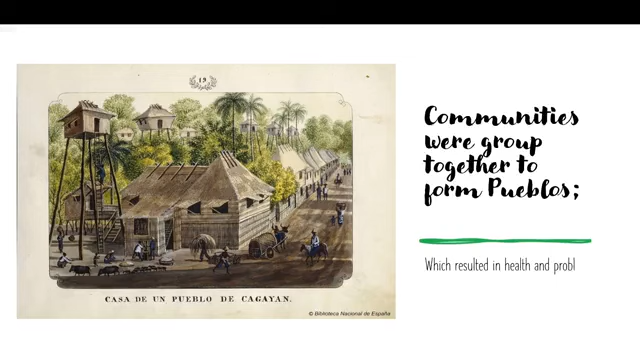 19
CASA DE UN PUEBLO DE CAGAYAN.
© Biblioteca Nacional de España
Communities
were group
together to
form Pueblos;
Which resulted in health and probl